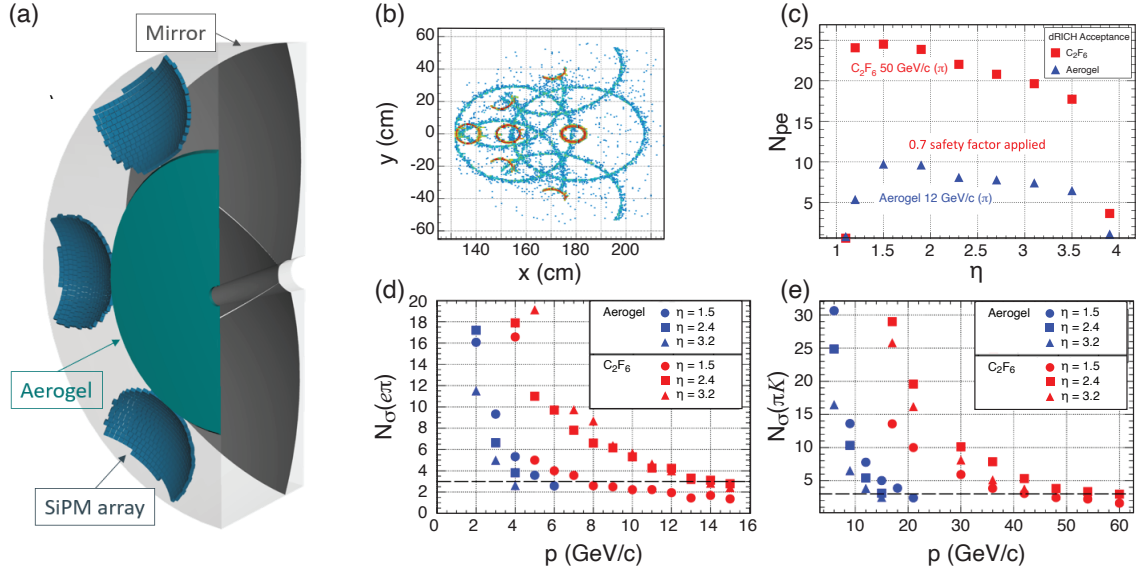 (a)
Mirror
Aerogel
SiPM array
(b)
y (cm)
60
40
20
0
-20
-40
-60
140 160 180 200
x (cm)
(c)
N_pe
25
20
15
10
5
0
dRICH Acceptance
C₂F₆
Aerogel
C₂F₆ 50 GeV/c (π)
0.7 safety factor applied
Aerogel 12 GeV/c (π)
1 1.5 2 2.5 3 3.5 4
η
(d)
Nσ(eπ)
20
18
16
14
12
10
8
6
4
2
0
Aerogel
η = 1.5
η = 2.4
η = 3.2
C₂F₆
η = 1.5
η = 2.4
η = 3.2
0 2 4 6 8 10 12 14 16
p (GeV/c)
(e)
Nσ(πK)
30
25
20
15
10
5
Aerogel
η = 1.5
η = 2.4
η = 3.2
C₂F₆
η = 1.5
η = 2.4
η = 3.2
10 20 30 40 50 60
p (GeV/c)